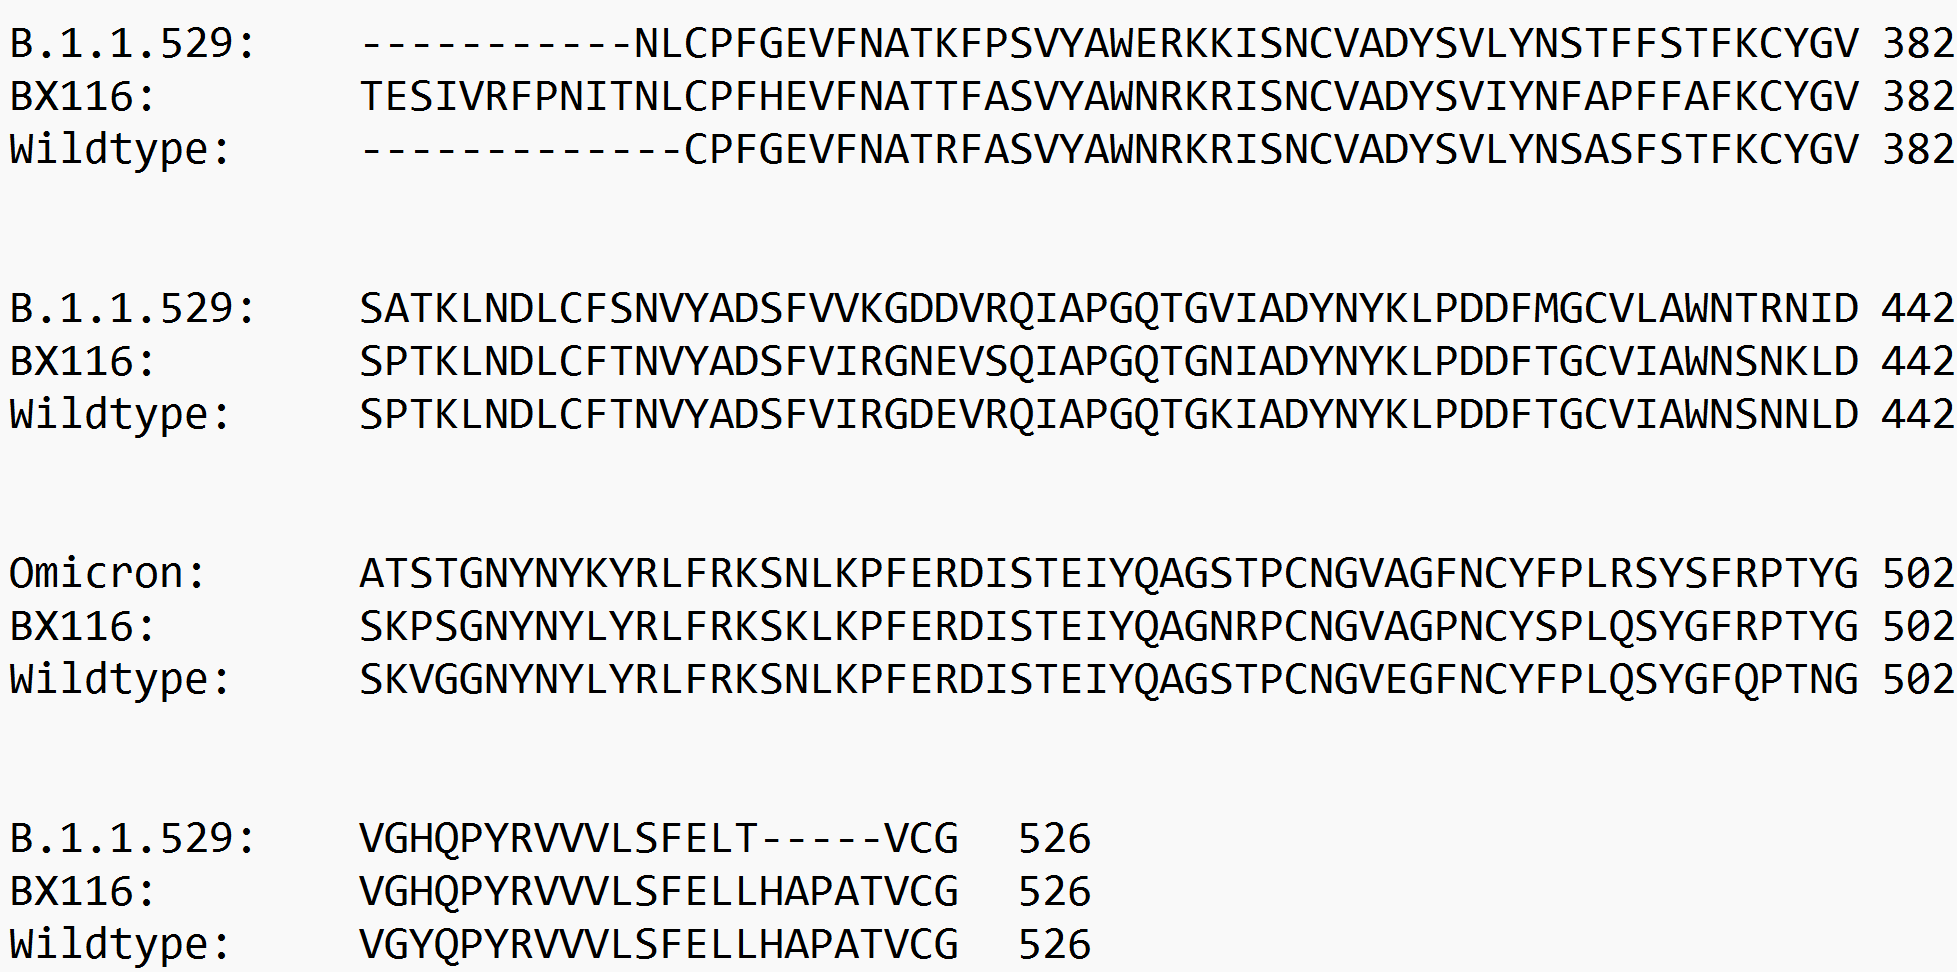 B.1.1.529: -----------NLCPFGEVFNATKFPSVYAWERKKISNCVADYSVLYNSTFFSTFKCYGV 382
BX116: TESIVRFPNITNLCPFHEVFNATTFASVYAWNRKRISNCVADYSVIYNFAPFFAFKCYGV 382
Wildtype: -------------CPFGEVFNATRFASVYAWNRKRISNCVADYSVLYNSASFSTFKCYGV 382
B.1.1.529: SATKLNDLCFSNVYADSFVVKGDDVRQIAPGQTGVIADYNYKLPDDFMGCVLAWNTRNID 442
BX116: SPTKLNDLCFTNVYADSFVIRGNEVSQIAPGQTGNIADYNYKLPDDFTGCVIAWNSNKLD 442
Wildtype: SPTKLNDLCFTNVYADSFVIRGDEVRQIAPGQTGKIADYNYKLPDDFTGCVIAWNSNNLD 442
Omicron: ATSTGNYNYKYRLFRKSNLKPFERDISTEIYQAGSTPCNGVAGFNCYFPLRSYSFRPTYG 502
BX116: SKPSGNYNYLYRLFRKSKLKPFERDISTEIYQAGNRPCNGVAGPNCYSPLQSYGFRPTYG 502
Wildtype: SKVGGNYNYLYRLFRKSNLKPFERDISTEIYQAGSTPCNGVEGFNCYFPLQSYGFQPTNG 502
B.1.1.529: VGHQPYRVVVLSFELT-----VCG 526
BX116: VGHQPYRVVVLSFELLHAPATVCG 526
Wildtype: VGYQPYRVVVLSFELLHAPATVCG 526